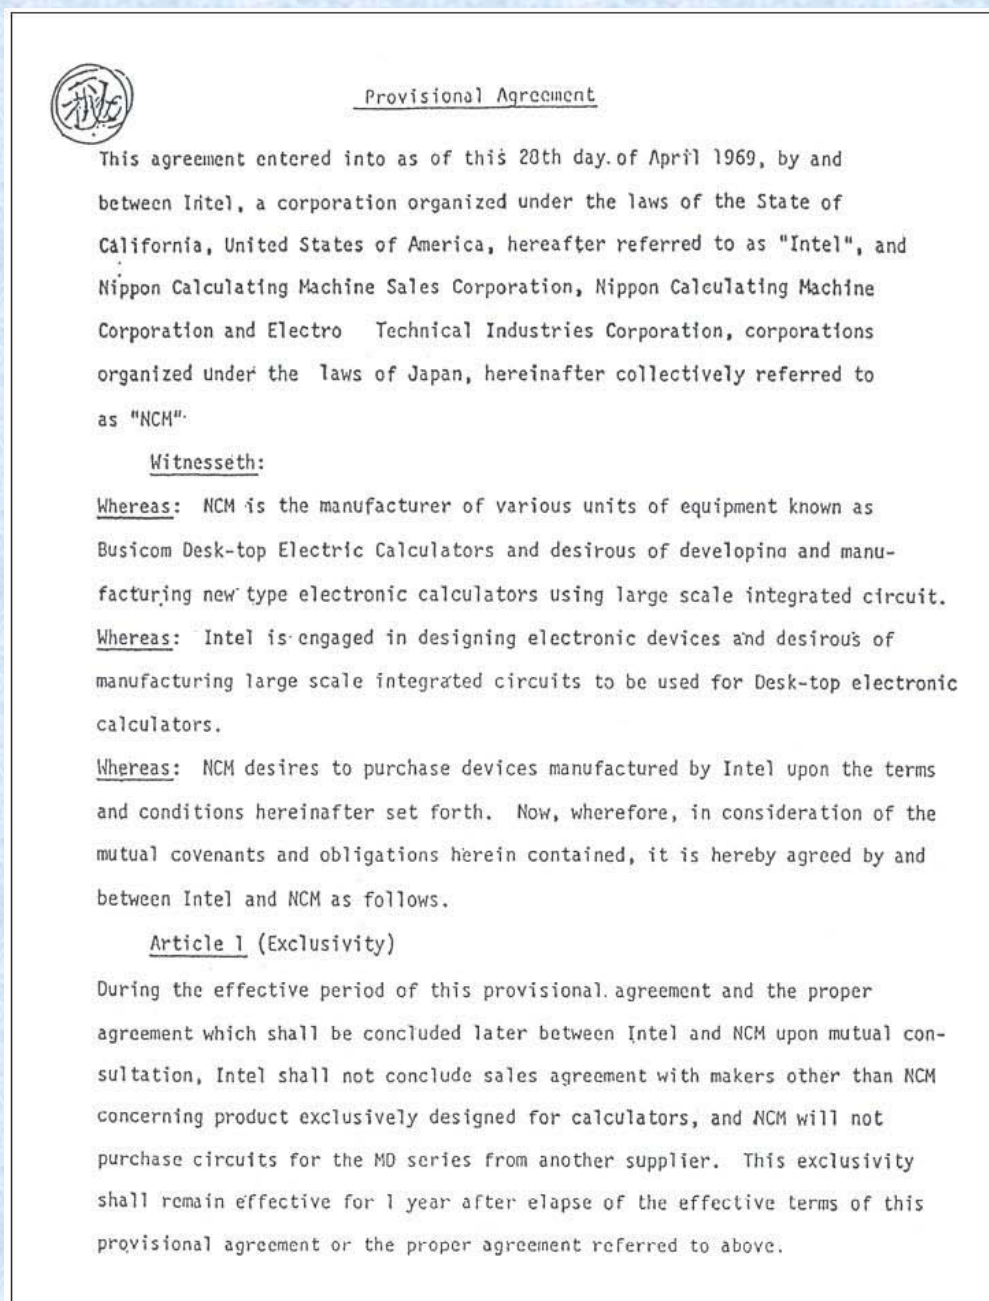 Provisional Agreement
This agreement entered into as of this 28th day of April 1969, by and
between Intel, a corporation organized under the laws of the State of
California, United States of America, hereafter referred to as "Intel", and
Nippon Calculating Machine Sales Corporation, Nippon Calculating Machine
Corporation and Electro Technical Industries Corporation, corporations
organized under the laws of Japan, hereinafter collectively referred to
as "NCM"
Witnesseth:
Whereas: NCM is the manufacturer of various units of equipment known as
Busicom Desk-top Electric Calculators and desirous of developing and manu-
facturing new type electronic calculators using large scale integrated circuit.
Whereas: Intel is engaged in designing electronic devices and desirous of
manufacturing large scale integrated circuits to be used for Desk-top electronic
calculators.
Whereas: NCM desires to purchase devices manufactured by Intel upon the terms
and conditions hereinafter set forth. Now, wherefore, in consideration of the
mutual covenants and obligations herein contained, it is hereby agreed by and
between Intel and NCM as follows.
Article 1 (Exclusivity)
During the effective period of this provisional agreement and the proper
agreement which shall be concluded later between Intel and NCM upon mutual con-
sultation, Intel shall not conclude sales agreement with makers other than NCM
concerning product exclusively designed for calculators, and NCM will not
purchase circuits for the MD series from another supplier. This exclusivity
shall remain effective for 1 year after elapse of the effective terms of this
provisional agreement or the proper agreement referred to above.